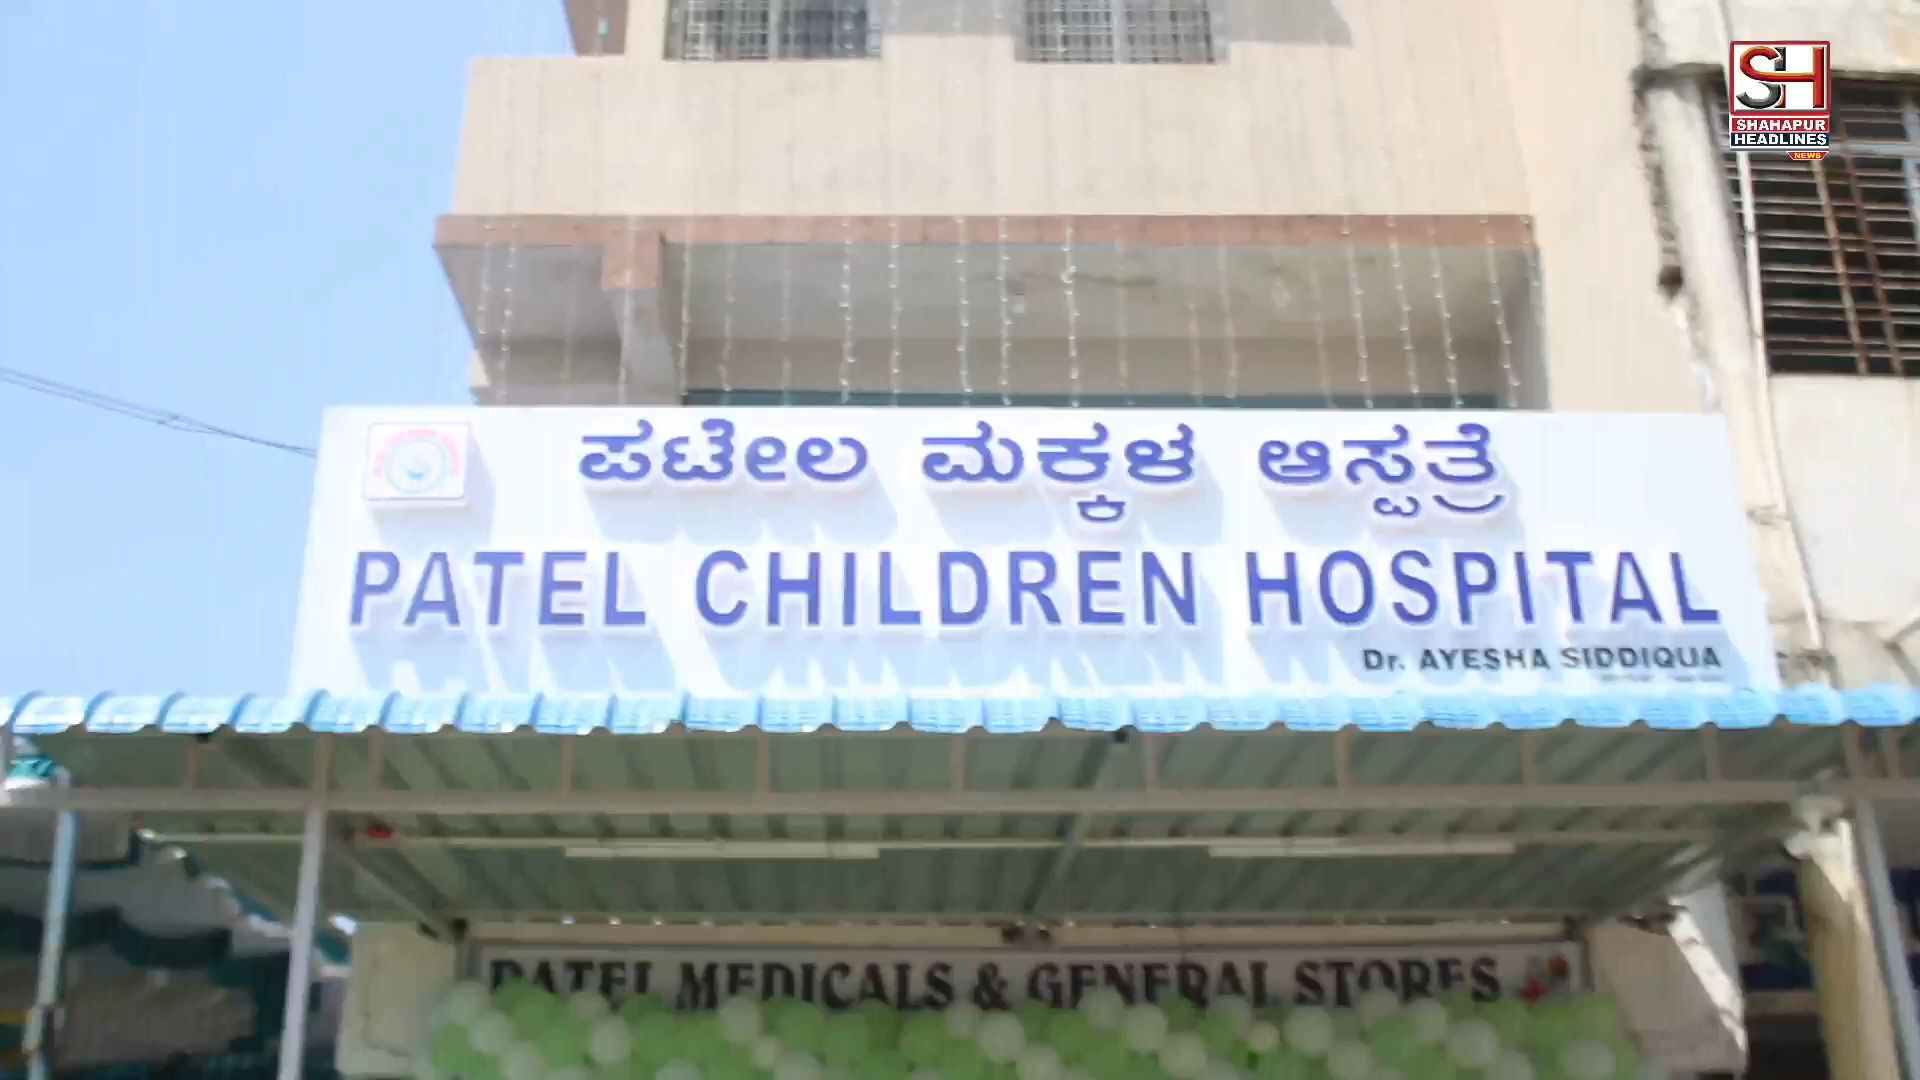 SH
SHAHAPUR
HEADLINES
NEWS
ಪಟೇಲ ಮಕ್ಕಳ ಆಸ್ಪತ್ರೆ
PATEL CHILDREN HOSPITAL
Dr. AYESHA SIDDIQUA
PATEL MEDICALS & GENERAL STORES